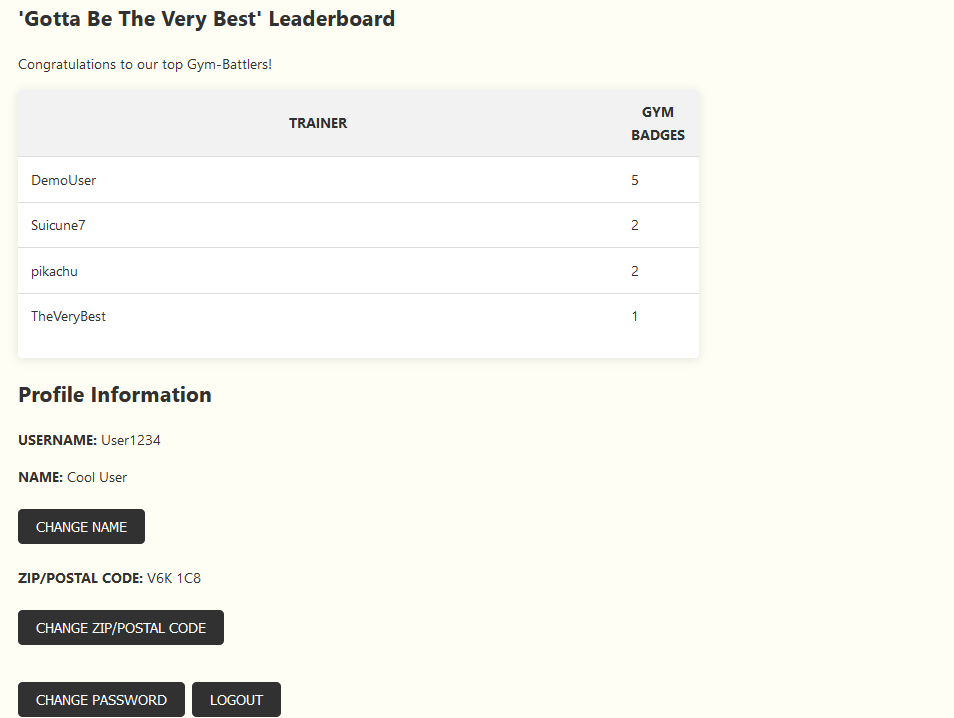 'Gotta Be The Very Best' Leaderboard
Congratulations to our top Gym-Battlers!
TRAINER GYM BADGES
DemoUser 5
Suicune7 2
pikachu 2
TheVeryBest 1
Profile Information
USERNAME: User1234
NAME: Cool User
CHANGE NAME
ZIP/POSTAL CODE: V6K 1C8
CHANGE ZIP/POSTAL CODE
CHANGE PASSWORD LOGOUT